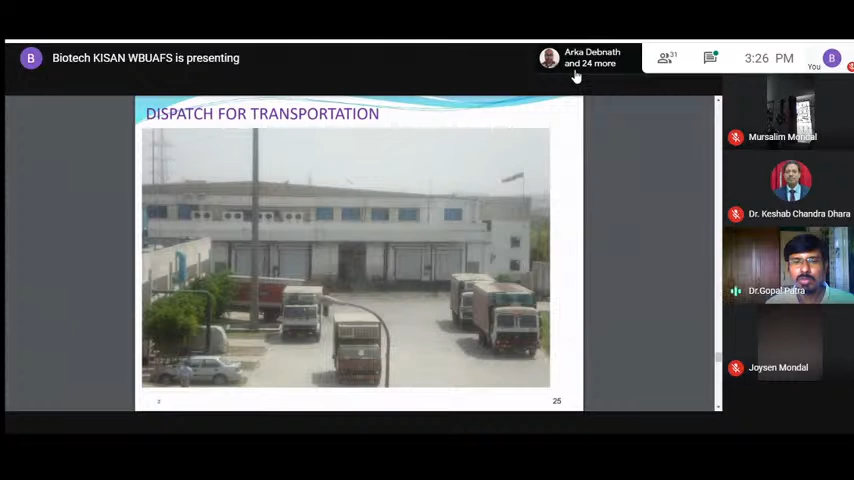 B
Biotech KISAN WBUAFS is presenting
Arka Debnath
and 24 more
31
3:26 PM
You
B
DISPATCH FOR TRANSPORTATION
Mursalim Mondal
Dr. Keshab Chandra Dhara
Dr.Gopal Patra
Joysen Mondal
2
25